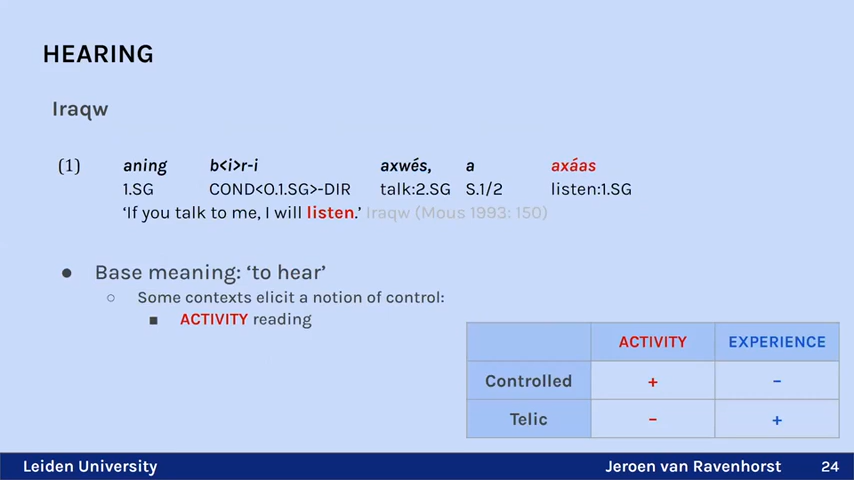 HEARING
Iraqw
(1) aning b<i>r-i axwés, a axáas
1.SG COND<O.1.SG>-DIR talk:2.SG S.1/2 listen:1.SG
‘If you talk to me, I will listen.’ Iraqw (Mous 1993: 150)
● Base meaning: ‘to hear’
○ Some contexts elicit a notion of control:
■ ACTIVITY reading
ACTIVITY EXPERIENCE
Controlled + −
Telic − +
Leiden University Jeroen van Ravenhorst 24